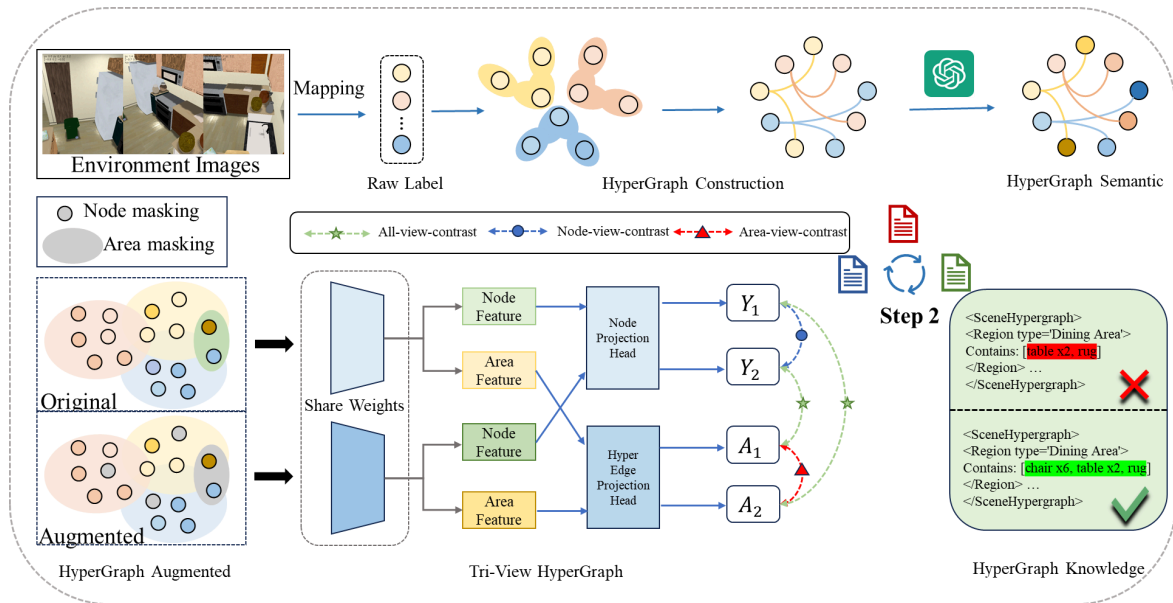 Environment Images
Mapping
Raw Label
HyperGraph Construction
HyperGraph Semantic
Node masking
Area masking
All-view-contrast
Node-view-contrast
Area-view-contrast
Step 2
Original
Augmented
HyperGraph Augmented
Share Weights
Node
Feature
Area
Feature
Node
Feature
Area
Feature
Node
Projection
Head
Hyper
Edge
Projection
Head
Y1
Y2
A1
A2
Tri-View HyperGraph
<SceneHypergraph>
<Region type='Dining Area'>
Contains: [table x2, rug]
</Region> …
</SceneHypergraph>
<SceneHypergraph>
<Region type='Dining Area'>
Contains: [chair x6, table x2, rug]
</Region> …
</SceneHypergraph>
HyperGraph Knowledge